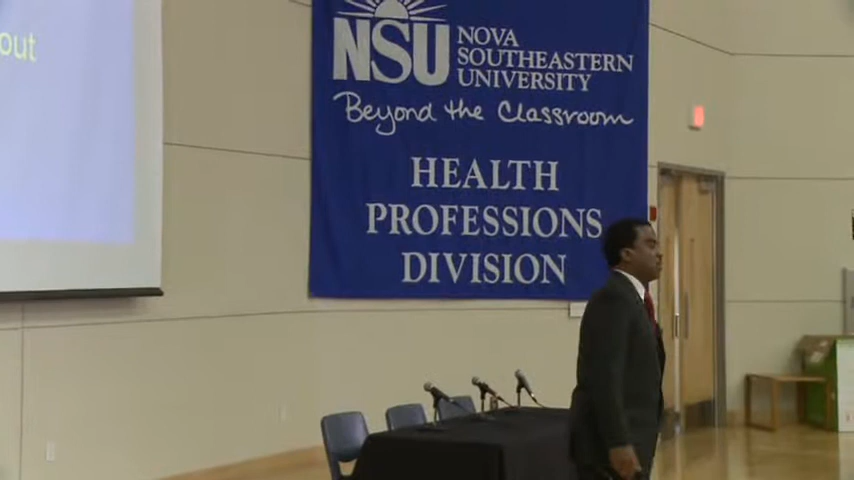 out
NSU
NOVA
SOUTHEASTERN
UNIVERSITY
Beyond the Classroom
HEALTH
PROFESSIONS
DIVISION